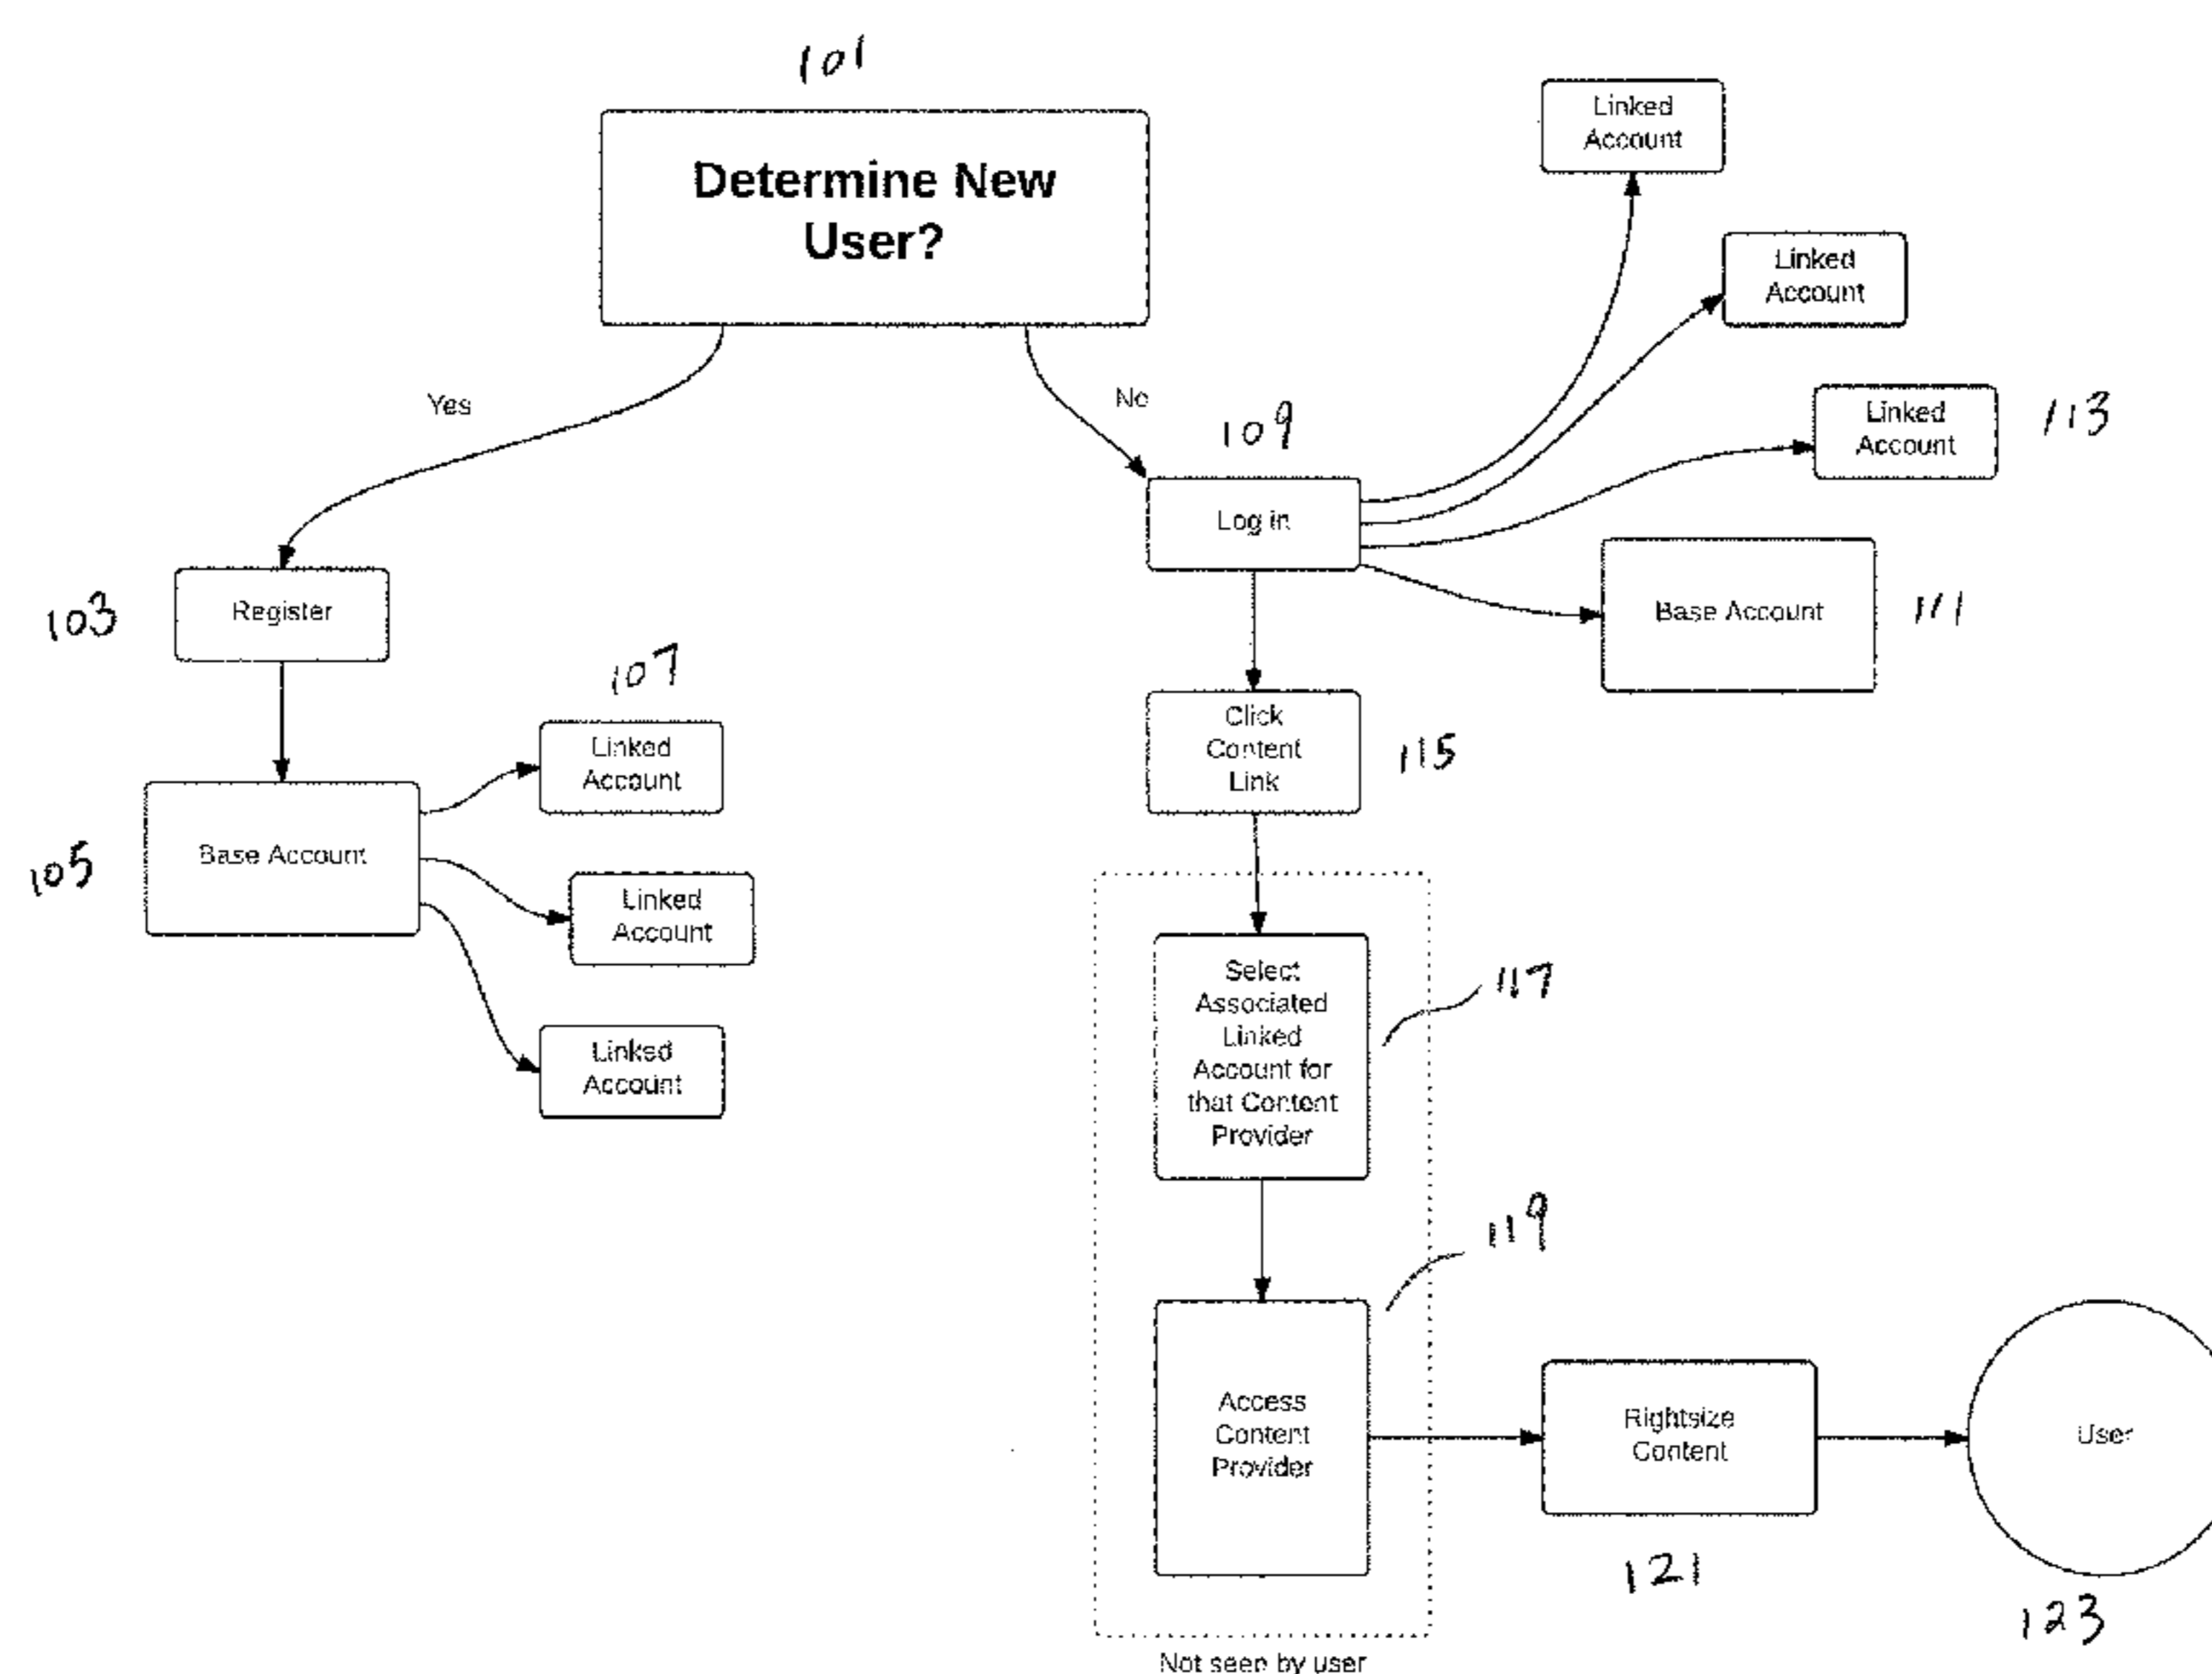 101
Determine New
User?
Yes
No
103
Register
105
Base Account
107
Linked
Account
Linked
Account
Linked
Account
109
Log in
Linked
Account
Linked
Account
Linked
Account
113
Base Account
111
Click
Content
Link
115
Select
Associated
Linked
Account for
that Content
Provider
117
Access
Content
Provider
119
Not seen by user
Rightsize
Content
121
User
123